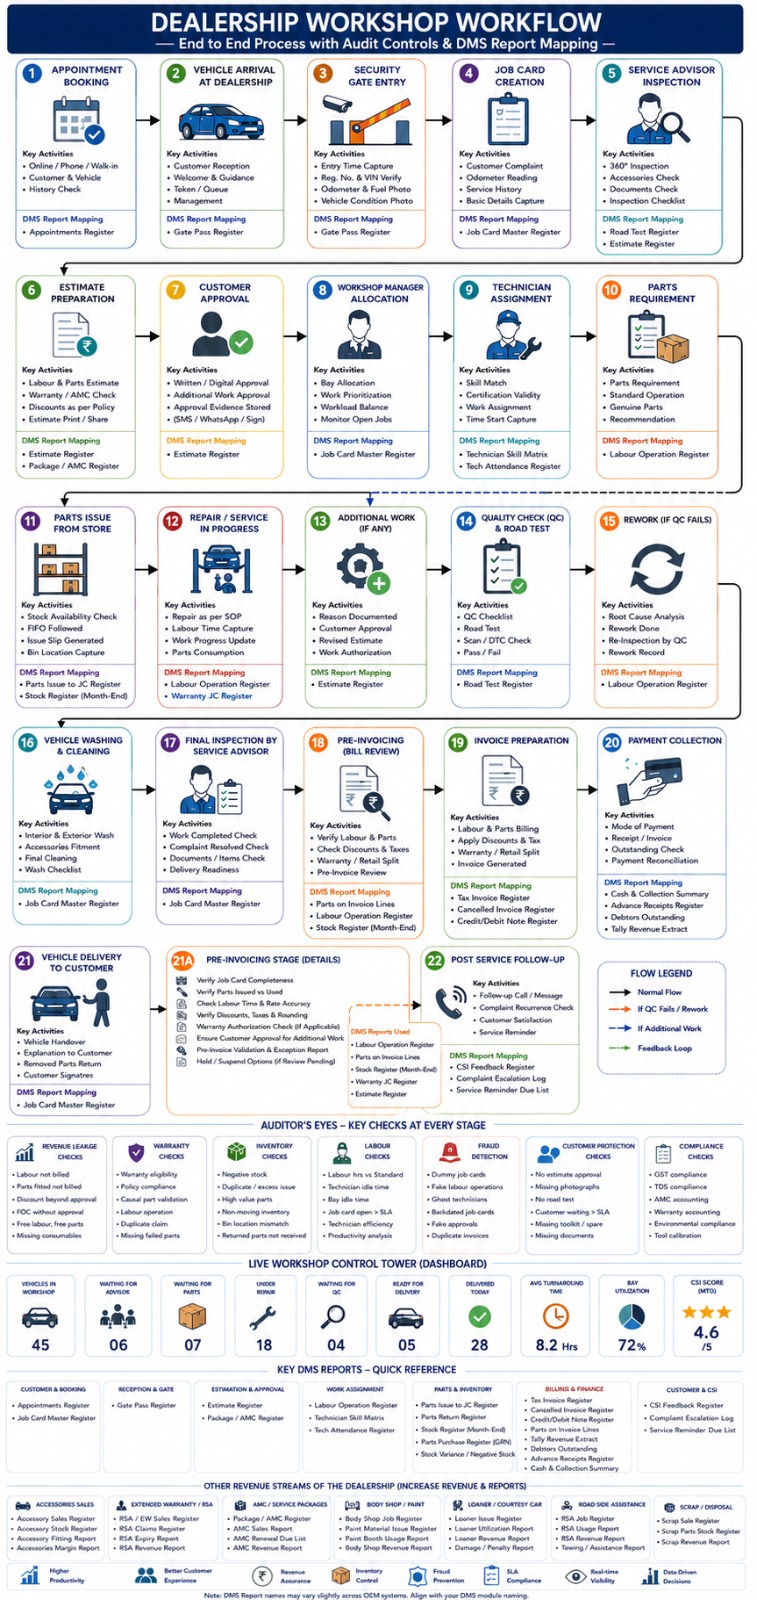 DEALERSHIP WORKSHOP WORKFLOW
— End to End Process with Audit Controls & DMS Report Mapping —
1 APPOINTMENT
BOOKING
Key Activities
• Online / Phone / Walk-in
• Customer & Vehicle
• History Check
DMS Report Mapping
• Appointments Register
2 VEHICLE ARRIVAL
AT DEALERSHIP
Key Activities
• Customer Reception
• Welcome & Guidance
• Token / Queue
• Management
DMS Report Mapping
• Gate Pass Register
3 SECURITY
GATE ENTRY
Key Activities
• Entry Time Capture
• Reg. No. & VIN Verify
• Odometer & Fuel Photo
• Vehicle Condition Photo
DMS Report Mapping
• Gate Pass Register
4 JOB CARD
CREATION
Key Activities
• Customer Complaint
• Odometer Reading
• Service History
• Basic Details Capture
DMS Report Mapping
• Job Card Master Register
5 SERVICE ADVISOR
INSPECTION
Key Activities
• 360° Inspection
• Accessories Check
• Documents Check
• Inspection Checklist
DMS Report Mapping
• Road Test Register
• Estimate Register
6 ESTIMATE
PREPARATION
Key Activities
• Labour & Parts Estimate
• Warranty / AMC Check
• Discounts as per Policy
• Estimate Print / Share
DMS Report Mapping
• Estimate Register
• Package / AMC Register
7 CUSTOMER
APPROVAL
Key Activities
• Written / Digital Approval
• Additional Work Approval
• Approval Evidence Stored
• (SMS / WhatsApp / Sign)
DMS Report Mapping
• Estimate Register
8 WORKSHOP MANAGER
ALLOCATION
Key Activities
• Bay Allocation
• Work Prioritization
• Workload Balance
• Monitor Open Jobs
DMS Report Mapping
• Job Card Master Register
9 TECHNICIAN
ASSIGNMENT
Key Activities
• Skill Match
• Certification Validity
• Work Assignment
• Time Start Capture
DMS Report Mapping
• Technician Skill Matrix
• Tech Attendance Register
10 PARTS
REQUIREMENT
Key Activities
• Parts Requirement
• Standard Operation
• Genuine Parts
• Recommendation
DMS Report Mapping
• Labour Operation Register
11 PARTS ISSUE
FROM STORE
Key Activities
• Stock Availability Check
• FIFO Followed
• Issue Slip Generated
• Bin Location Capture
DMS Report Mapping
• Parts Issue to JC Register
• Stock Register (Month-End)
12 REPAIR / SERVICE
IN PROGRESS
Key Activities
• Repair as per SOP
• Labour Time Capture
• Work Progress Update
• Parts Consumption
DMS Report Mapping
• Labour Operation Register
• Warranty JC Register
13 ADDITIONAL WORK
(IF ANY)
Key Activities
• Reason Documented
• Customer Approval
• Revised Estimate
• Work Authorization
DMS Report Mapping
• Estimate Register
14 QUALITY CHECK (QC)
& ROAD TEST
Key Activities
• QC Checklist
• Road Test
• Scan / DTC Check
• Pass / Fail
DMS Report Mapping
• Road Test Register
15 REWORK (IF QC FAILS)
Key Activities
• Root Cause Analysis
• Rework Done
• Re-Inspection by QC
• Rework Record
DMS Report Mapping
• Labour Operation Register
16 VEHICLE WASHING
& CLEANING
Key Activities
• Interior & Exterior Wash
• Accessories Fitment
• Final Cleaning
• Wash Checklist
DMS Report Mapping
• Job Card Master Register
17 FINAL INSPECTION BY
SERVICE ADVISOR
Key Activities
• Work Completed Check
• Complaint Resolved Check
• Documents / Items Check
• Delivery Readiness
DMS Report Mapping
• Job Card Master Register
18 PRE-INVOICING
(BILL REVIEW)
Key Activities
• Verify Labour & Parts
• Check Discounts & Taxes
• Warranty / Retail Split
• Pre-Invoice Review
DMS Report Mapping
• Parts on Invoice Lines
• Labour Operation Register
• Stock Register (Month-End)
19 INVOICE PREPARATION
Key Activities
• Labour & Parts Billing
• Apply Discounts & Tax
• Warranty / Retail Split
• Invoice Generated
DMS Report Mapping
• Tax Invoice Register
• Cancelled Invoice Register
• Credit/Debit Note Register
20 PAYMENT COLLECTION
Key Activities
• Mode of Payment
• Receipt / Invoice
• Outstanding Check
• Payment Reconciliation
DMS Report Mapping
• Cash & Collection Summary
• Advance Receipts Register
• Debtors Outstanding
• Tally Revenue Extract
21 VEHICLE DELIVERY
TO CUSTOMER
Key Activities
• Vehicle Handover
• Explanation to Customer
• Removed Parts Return
• Customer Signatres
DMS Report Mapping
• Job Card Master Register
21A PRE-INVOICING STAGE (DETAILS)
Verify Job Card Completeness
Verify Parts Issued vs Used
Check Labour Time & Rate Accuracy
Verify Discounts, Taxes & Rounding
Warranty Authorization Check (If Applicable)
Ensure Customer Approval for Additional Work
Pre-Invoice Validation & Exception Report
Hold / Suspend Options (if Review Pending)
DMS Reports Used
• Labour Operation Register
• Parts on Invoice Lines
• Stock Register (Month-End)
• Warranty JC Register
• Estimate Register
22 POST SERVICE FOLLOW-UP
Key Activities
• Follow-up Call / Message
• Complaint Recurrence Check
• Customer Satisfaction
• Service Reminder
DMS Report Mapping
• CSI Feedback Register
• Complaint Escalation Log
• Service Reminder Due List
FLOW LEGEND
Normal Flow
If QC Fails / Rework
If Additional Work
Feedback Loop
AUDITOR'S EYES – KEY CHECKS AT EVERY STAGE
REVENUE LEAKGE
CHECKS
• Labour not billed
• Parts fitted not billed
• Discount beyond approval
• FOC without approval
• Free labour, free parts
• Missing consumables
WARRANTY
CHECKS
• Warranty eligibility
• Policy compliance
• Causal part validation
• Labour operation
• Duplicate claim
• Missing failed parts
INVENTORY
CHECKS
• Negative stock
• Duplicate / excess issue
• High value parts
• Non-moving inventory
• Bin location mismatch
• Returned parts not received
LABOUR
CHECKS
• Labour hrs vs Standard
• Technician idle time
• Bay idle time
• Job card open > SLA
• Technician efficiency
• Productivity analysis
FRAUD
DETECTION
• Dummy job cards
• Fake labour operations
• Ghest technicians
• Backdated job cards
• Fake approvals
• Duplicate invoices
CUSTOMER PROTECTION
CHECKS
• No estimate approval
• Missing photographs
• No road test
• Customer waiting > SLA
• Missing toolkit / spare
• Missing documents
COMPLIANCE
CHECKS
• GST compliance
• TDS compliance
• AMC accounting
• Warranty accounting
• Environmental compliance
• Tool calibration
LIVE WORKSHOP CONTROL TOWER (DASHBOARD)
VEHICLES IN
WORKSHOP
45
WAITING FOR
ADVISOR
06
WAITING FOR
PARTS
07
UNDER
REPAIR
18
WAITING FOR
QC
04
READY FOR
DELIVERY
05
DELIVERED
TODAY
28
AVG TURNAROUND
TIME
8.2 Hrs
BAY
UTILIZATION
72%
CSI SCORE
(MTD)
4.6
/5
KEY DMS REPORTS – QUICK REFERENCE
CUSTOMER & BOOKING
• Appointments Register
• Job Card Master Register
RECEPTION & GATE
• Gate Pass Register
ESTIMATION & APPROVAL
• Estimate Register
• Package / AMC Register
WORK ASSIGNMENT
• Labour Operation Register
• Technician Skill Matrix
• Tech Attendance Register
PARTS & INVENTORY
• Parts Issue to JC Register
• Parts Return Register
• Stock Register (Month-End)
• Parts Purchase Register (GRN)
• Stock Variance / Negative Stock
BILLING & FINANCE
• Tax Invoice Register
• Cancelled Invoice Register
• Credit/Debit Note Register
• Parts on Invoice Lines
• Tally Revenue Extract
• Debtors Outstanding
• Advance Receipts Register
• Cash & Collection Summary
CUSTOMER & CSI
• CSI Feedback Register
• Complient Escalation Log
• Service Reminder Due List
OTHER REVENUE STREAMS OF THE DEALERSHIP (INCREASE REVENUE & REPORTS)
ACCESSORIES SALES
• Accessory Sales Register
• Accessory Stock Register
• Accessory Fitting Report
• Accessories Margin Report
EXTENDED WARRANTY / RSA
• RSA / EW Sales Register
• RSA Claims Register
• RSA Expiry Report
• RSA Revenue Report
AMC / SERVICE PACKAGES
• Package / AMC Register
• AMC Sales Report
• AMC Renewal Due List
• AMC Revenue Report
BODY SHOP / PAINT
• Body Shop Job Register
• Paint Material Issue Register
• Paint Booth Usage Report
• Body Shop Revenue Report
LOANER / COURTESY CAR
• Loaner Issue Register
• Loaner Utilization Report
• Loaner Revenue Report
• Damage / Penalty Report
ROAD SIDE ASSISTANCE
• RSA Job Register
• RSA Usage Report
• RSA Revenue Report
• Towing / Assistance Report
SCRAP / DISPOSAL
• Scrap Sale Register
• Scrap Parts Stock Register
• Scrap Revenue Report
Higher
Productivity
Better Customer
Experience
Revenue
Assurance
Inventory
Control
Fraud
Prevention
SLA
Compliance
Real-time
Visibility
Data Driven
Decisions
Note: DMS Report names may vary slightly across OEM systems. Align with your DMS module naming.